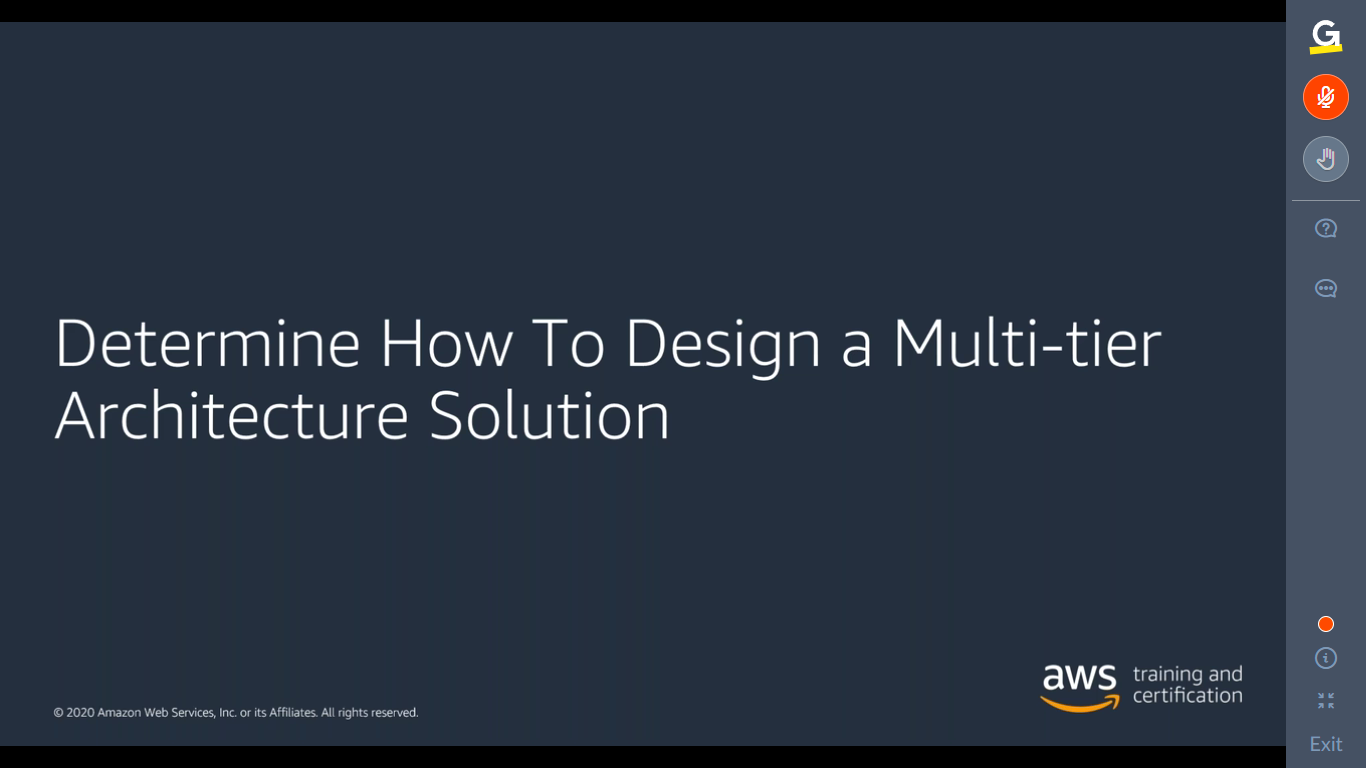 Determine How To Design a Multi-tier
Architecture Solution
aws training and
certification
© 2020 Amazon Web Services, Inc. or its Affiliates. All rights reserved.
G
Exit